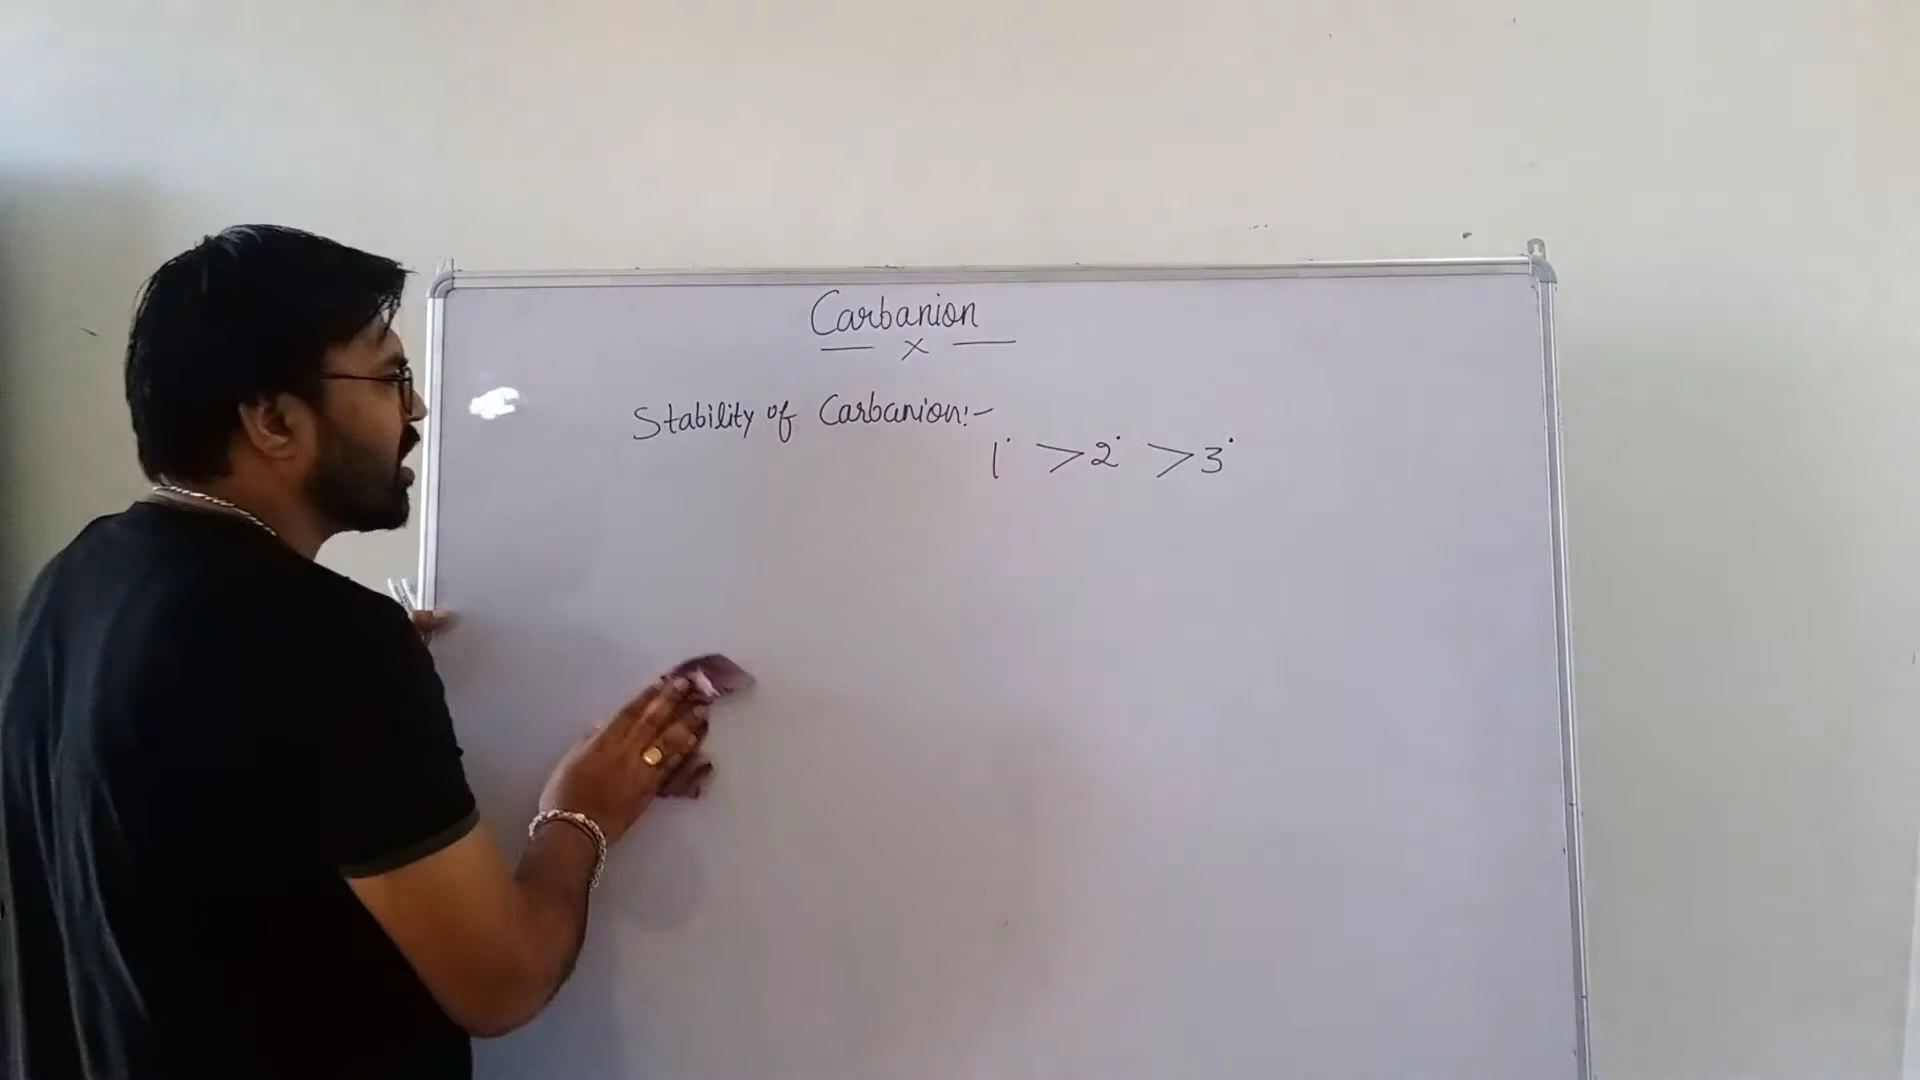 Carbanion
— x —
Stability of Carbanion:-
1° > 2° > 3°